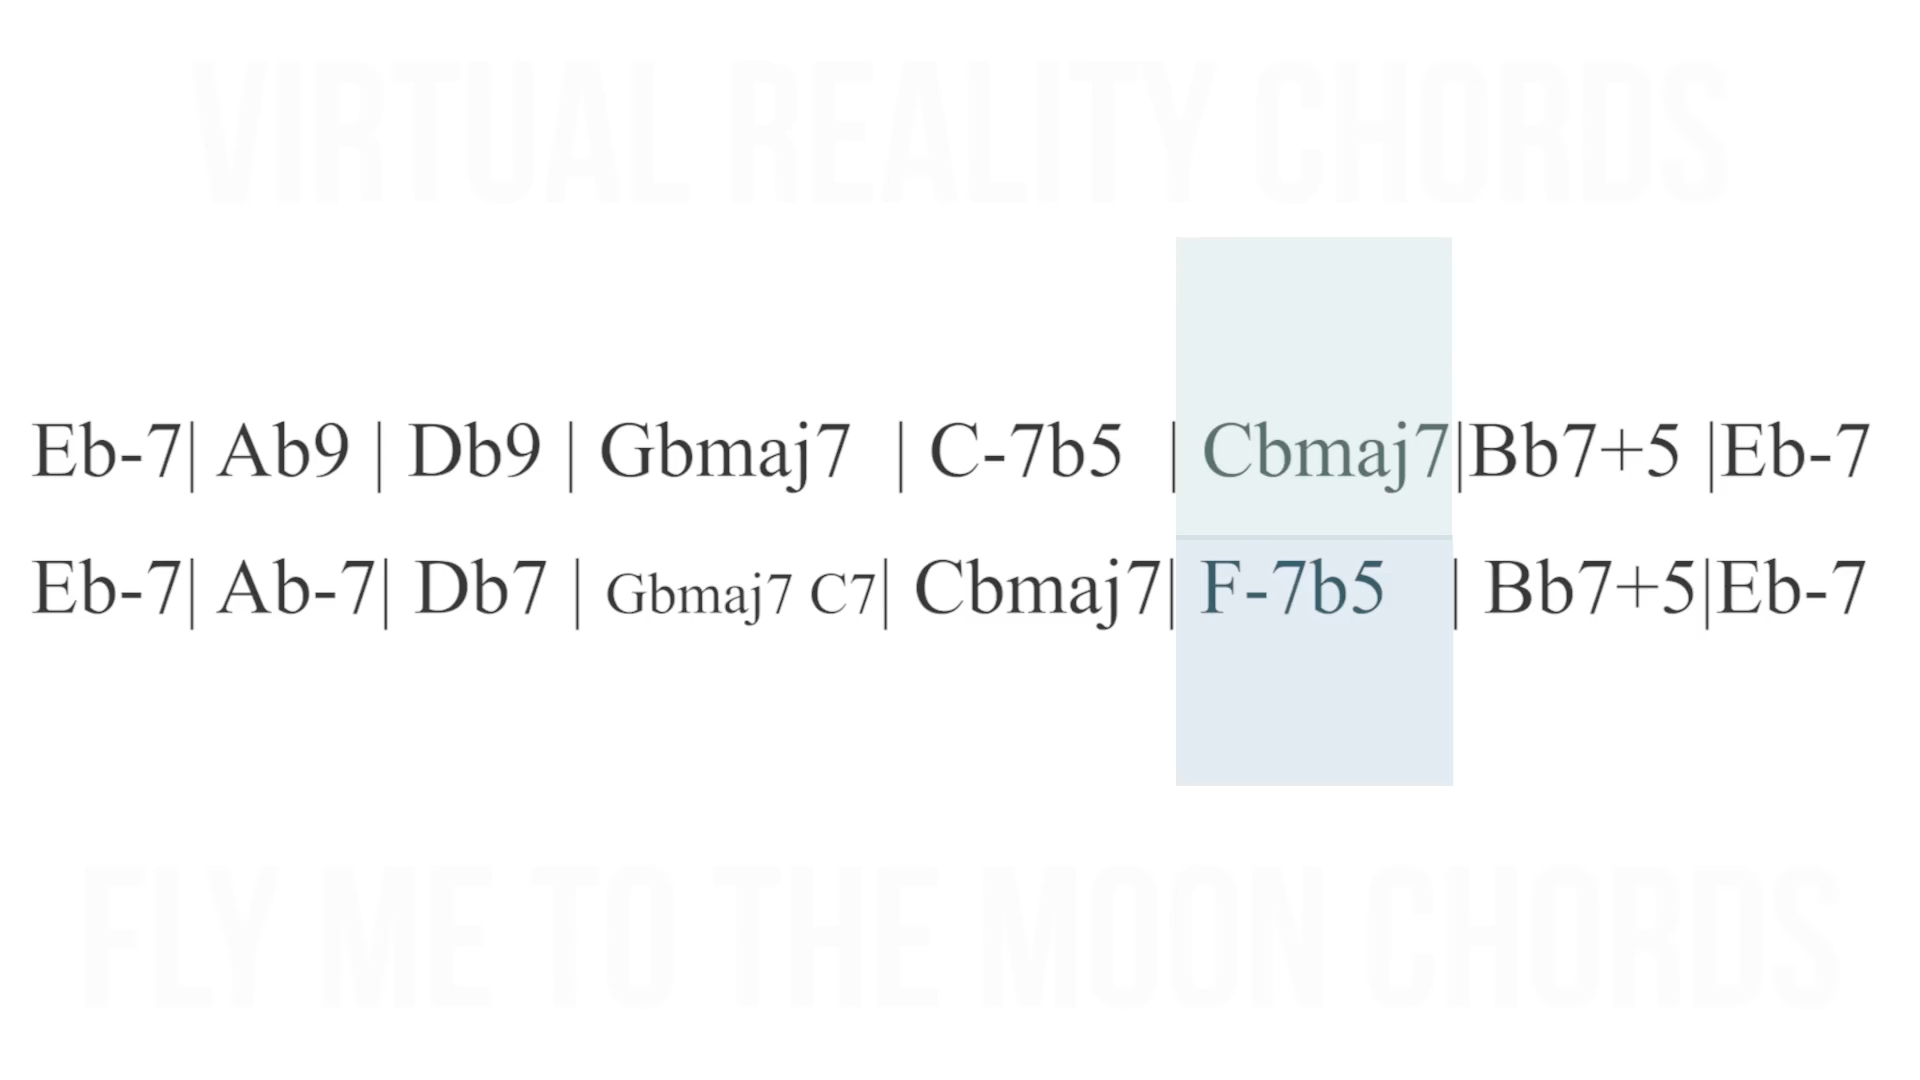 VIRTUAL REALITY CHORDS
Eb-7| Ab9 | Db9 | Gbmaj7 | C-7b5 | Cbmaj7|Bb7+5 |Eb-7
Eb-7| Ab-7| Db7 | Gbmaj7 C7| Cbmaj7| F-7b5 | Bb7+5|Eb-7
FLY ME TO THE MOON CHORDS